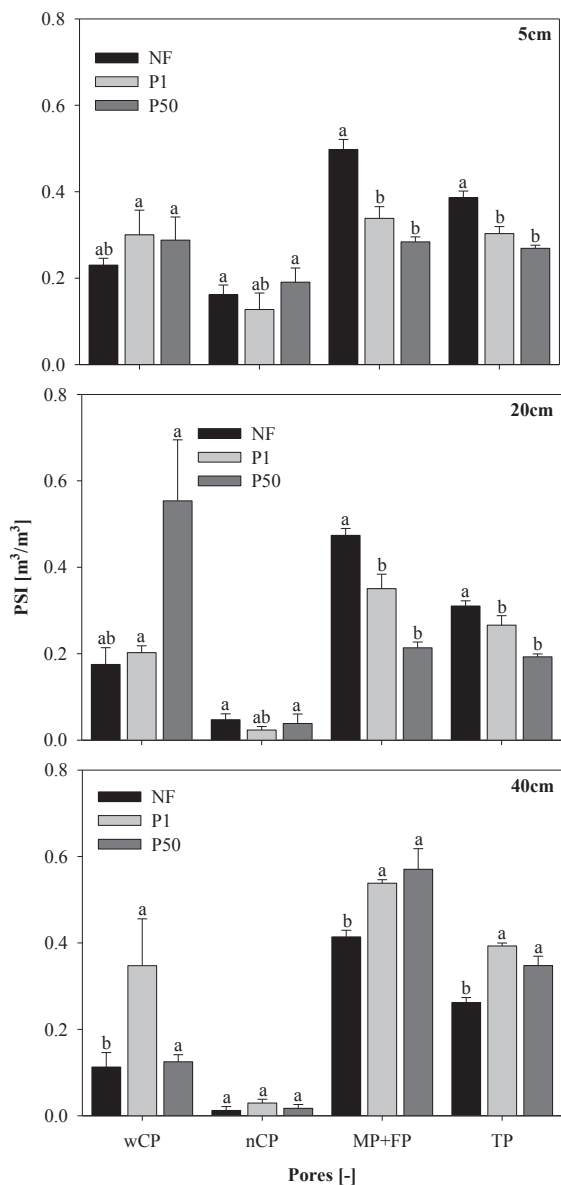 0.8
5cm
NF
P1
P50
0.6
0.4
0.2
0.0
ab a a
a ab a
a b b
a b b
0.8
20cm
NF
P1
P50
0.6
0.4
0.2
0.0
ab a a
a ab a
a b b
a b b
PSI [m³/m³]
0.8
40cm
NF
P1
P50
0.6
0.4
0.2
0.0
b a a
a a a
b a a
b a a
wCP nCP MP+FP TP
Pores [-]